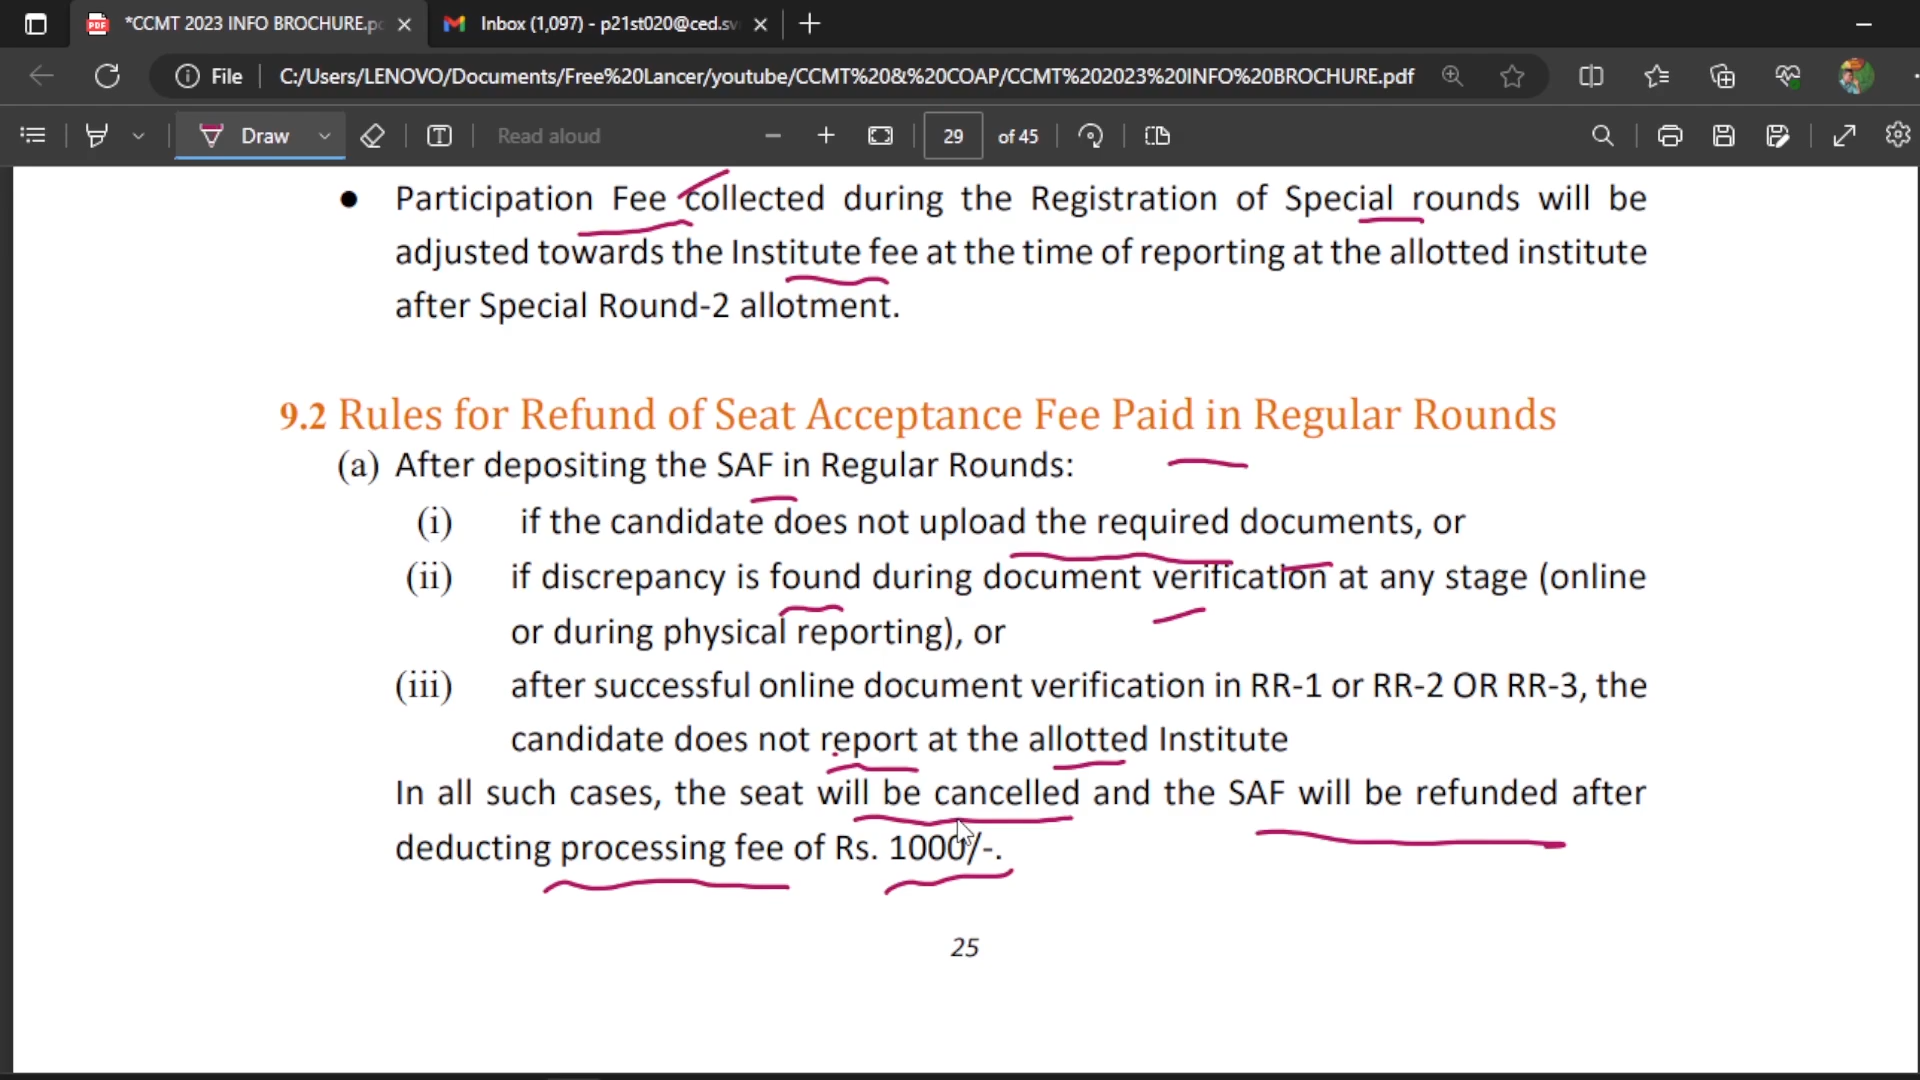 *CCMT 2023 INFO BROCHURE.pd
Inbox (1,097) - p21st020@ced.sv
File
C:/Users/LENOVO/Documents/Free%20Lancer/youtube/CCMT%20&%20COAP/CCMT%202023%20INFO%20BROCHURE.pdf
Draw
Read aloud
29
of 45
● Participation Fee collected during the Registration of Special rounds will be
adjusted towards the Institute fee at the time of reporting at the allotted institute
after Special Round-2 allotment.
9.2 Rules for Refund of Seat Acceptance Fee Paid in Regular Rounds
(a) After depositing the SAF in Regular Rounds:
(i) if the candidate does not upload the required documents, or
(ii) if discrepancy is found during document verification at any stage (online
or during physical reporting), or
(iii) after successful online document verification in RR-1 or RR-2 OR RR-3, the
candidate does not report at the allotted Institute
In all such cases, the seat will be cancelled and the SAF will be refunded after
deducting processing fee of Rs. 1000/-.
25